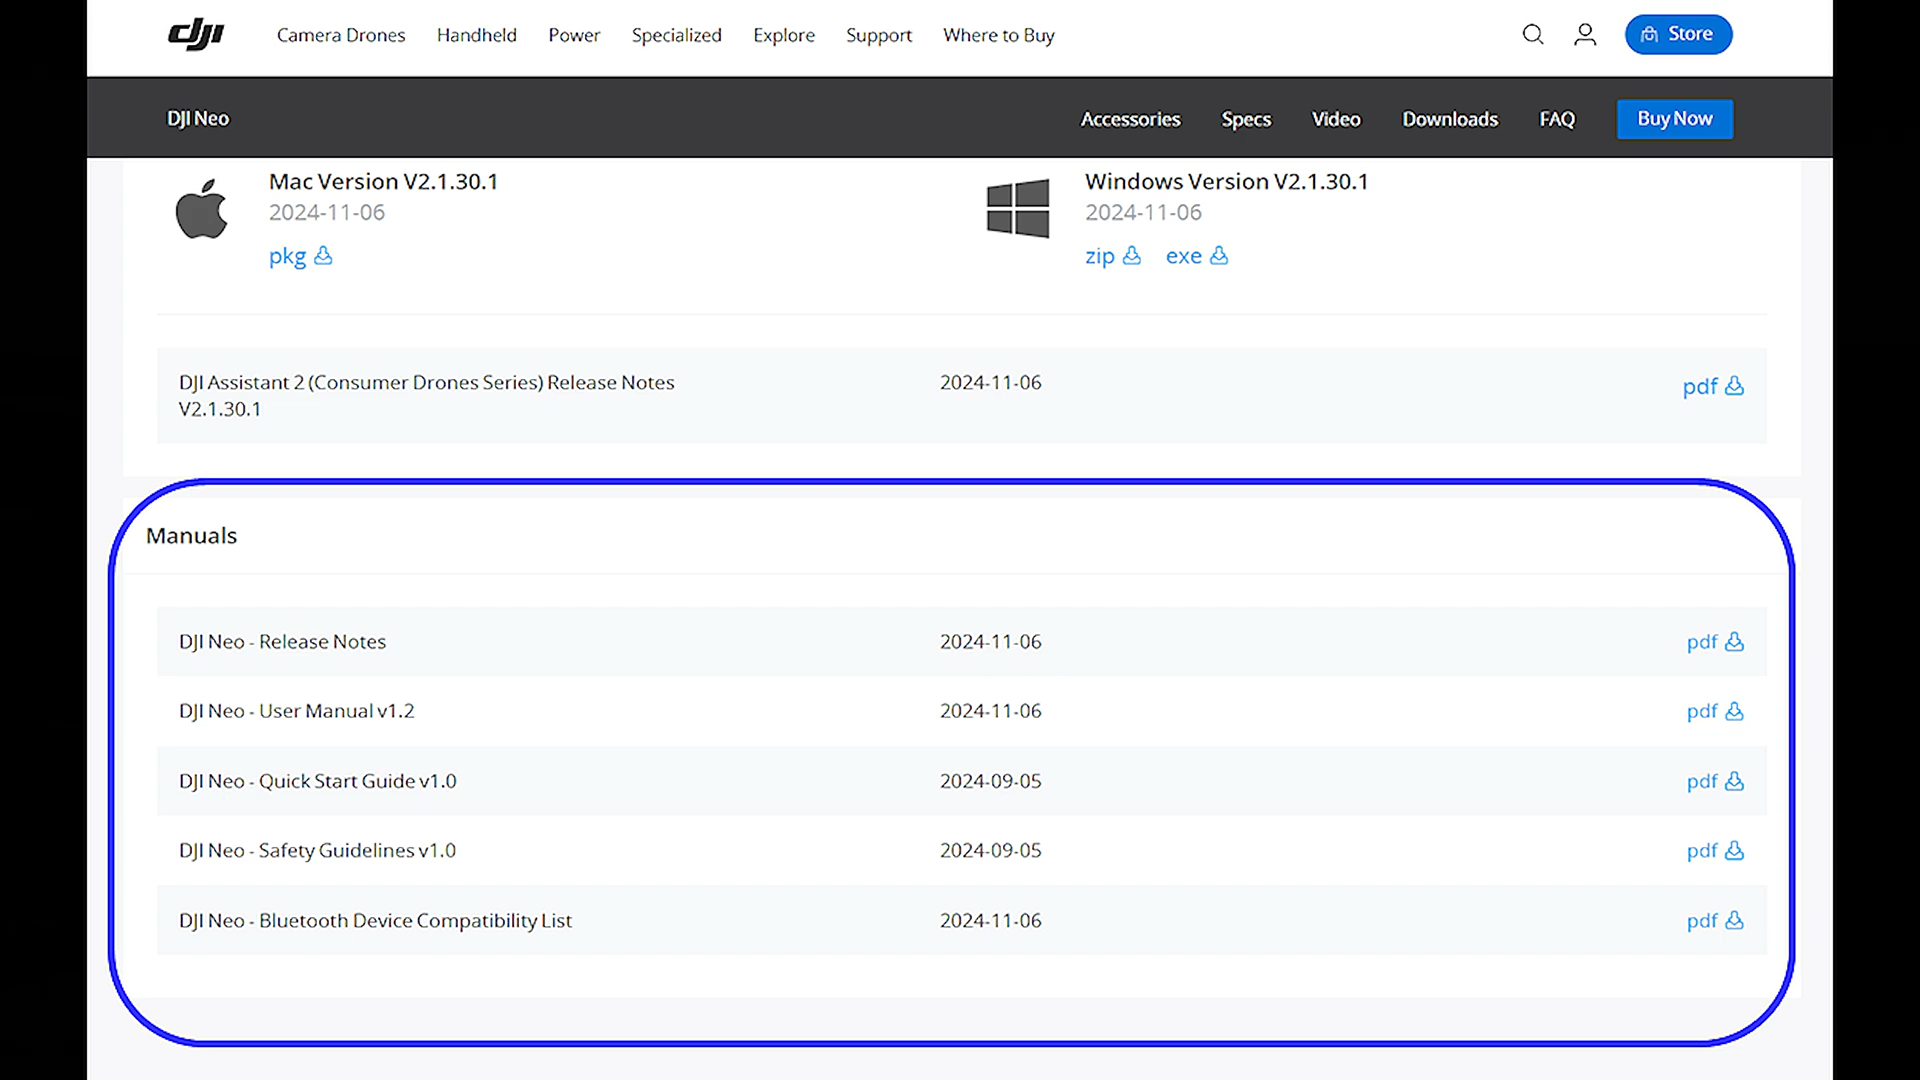 dji Camera Drones Handheld Power Specialized Explore Support Where to Buy Store
DJI Neo Accessories Specs Video Downloads FAQ Buy Now
Mac Version V2.1.30.1
2024-11-06
pkg
Windows Version V2.1.30.1
2024-11-06
zip exe
DJI Assistant 2 (Consumer Drones Series) Release Notes 2024-11-06 pdf
V2.1.30.1
Manuals
DJI Neo - Release Notes 2024-11-06 pdf
DJI Neo - User Manual v1.2 2024-11-06 pdf
DJI Neo - Quick Start Guide v1.0 2024-09-05 pdf
DJI Neo - Safety Guidelines v1.0 2024-09-05 pdf
DJI Neo - Bluetooth Device Compatibility List 2024-11-06 pdf